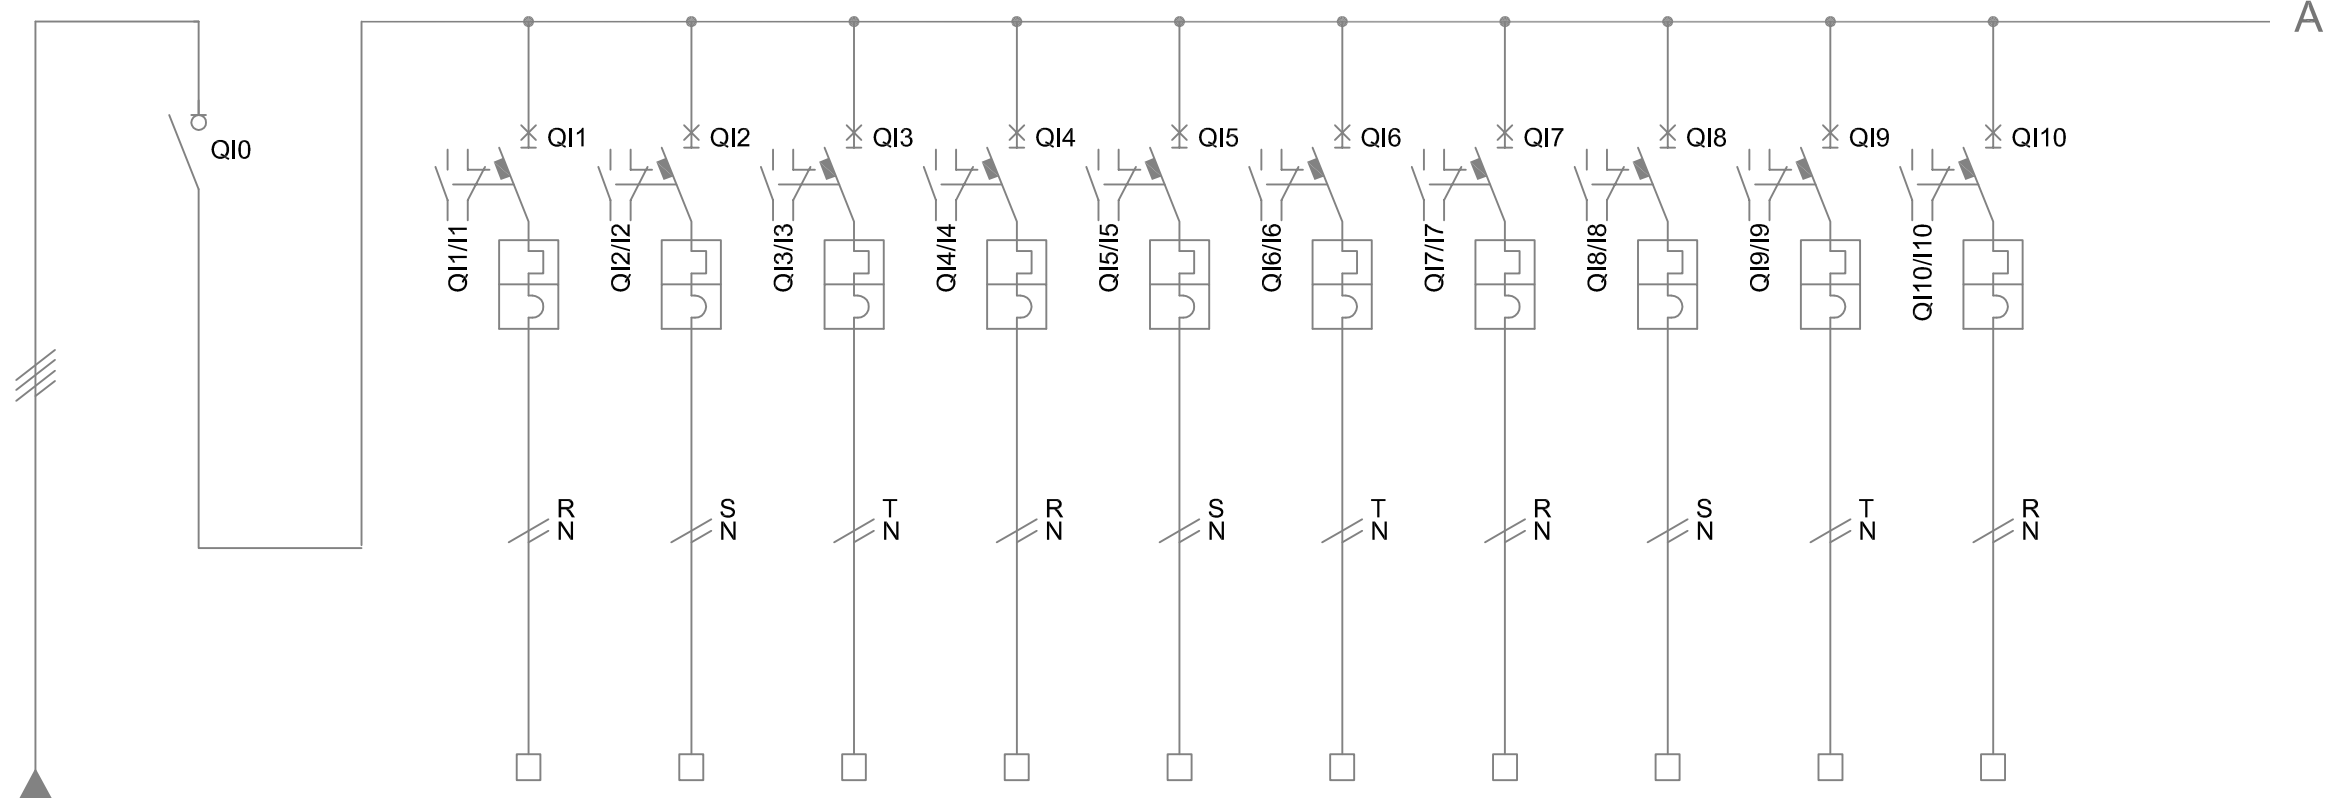 A
QI0
QI1
QI2
QI3
QI4
QI5
QI6
QI7
QI8
QI9
QI10
QI1/I1
QI2/I2
QI3/I3
QI4/I4
QI5/I5
QI6/I6
QI7/I7
QI8/I8
QI9/I9
QI10/I10
R
N
S
N
T
N
R
N
S
N
T
N
R
N
S
N
T
N
R
N